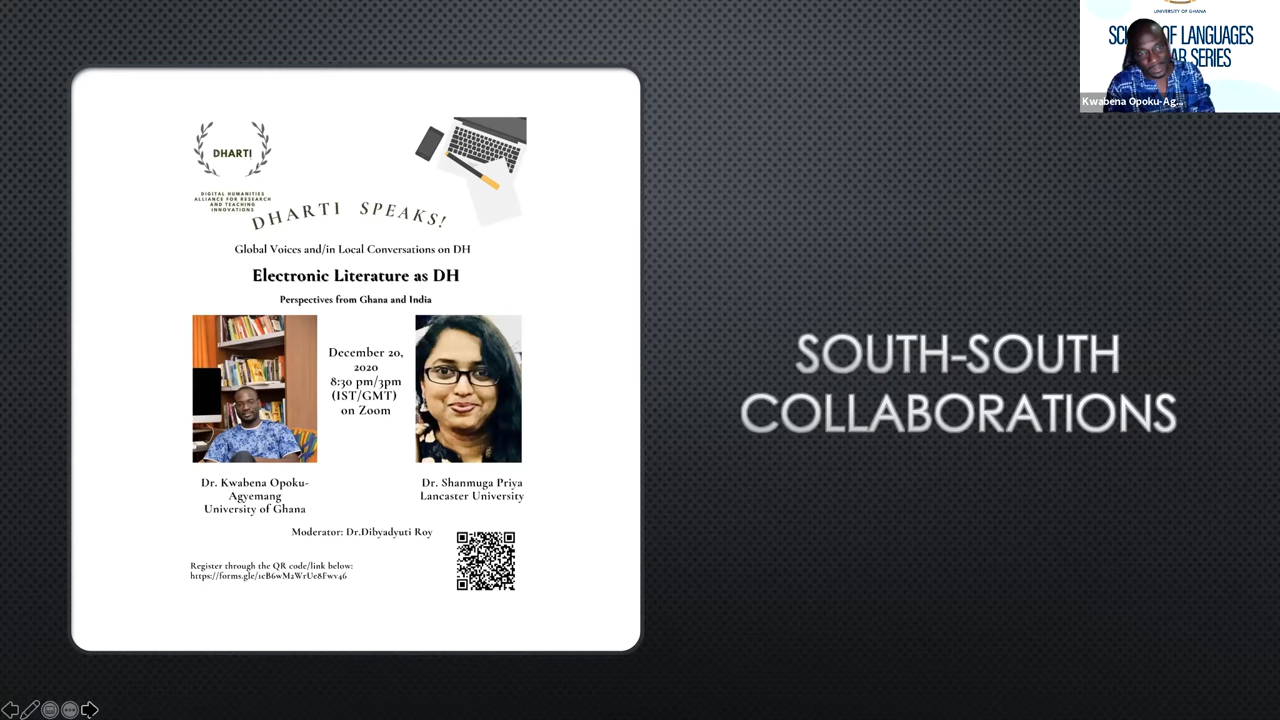 UNIVERSITY OF GHANA
OF LANGUAGES
SERIES
Kwabena Opoku-Ag...
DHARTI
DIGITAL HUMANITIES
ALLIANCE FOR RESEARCH
AND TEACHING
INNOVATIONS
DHARTI SPEAKS!
Global Voices and/in Local Conversations on DH
Electronic Literature as DH
Perspectives from Ghana and India
December 20,
2020
8:30 pm/3pm
(IST/GMT)
on Zoom
Dr. Kwabena Opoku-
Agyemang
University of Ghana
Dr. Shanmuga Priya
Lancaster University
Moderator: Dr.Dibyadyuti Roy
Register through the QR code/link below:
https://forms.gle/1cB6wM2WrUe8Fwv46
SOUTH-SOUTH
COLLABORATIONS